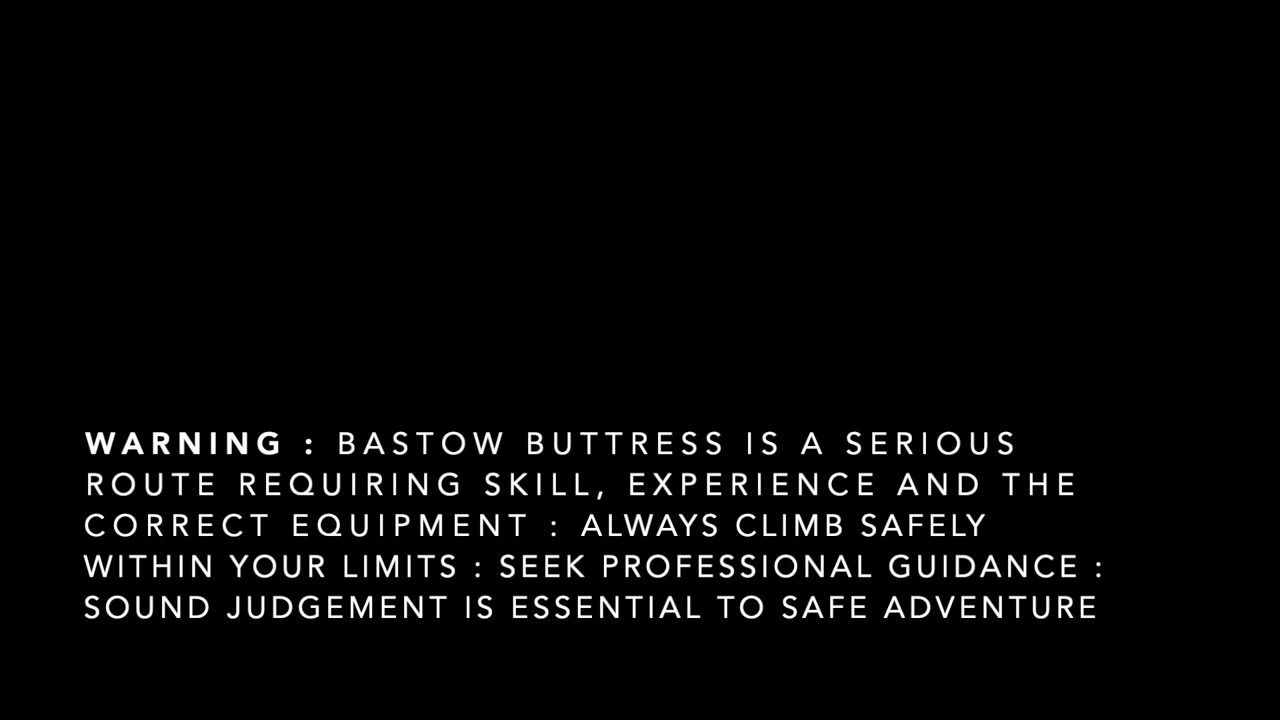 WARNING : BASTOW BUTTRESS IS A SERIOUS
ROUTE REQUIRING SKILL, EXPERIENCE AND THE
CORRECT EQUIPMENT : ALWAYS CLIMB SAFELY
WITHIN YOUR LIMITS : SEEK PROFESSIONAL GUIDANCE :
SOUND JUDGEMENT IS ESSENTIAL TO SAFE ADVENTURE